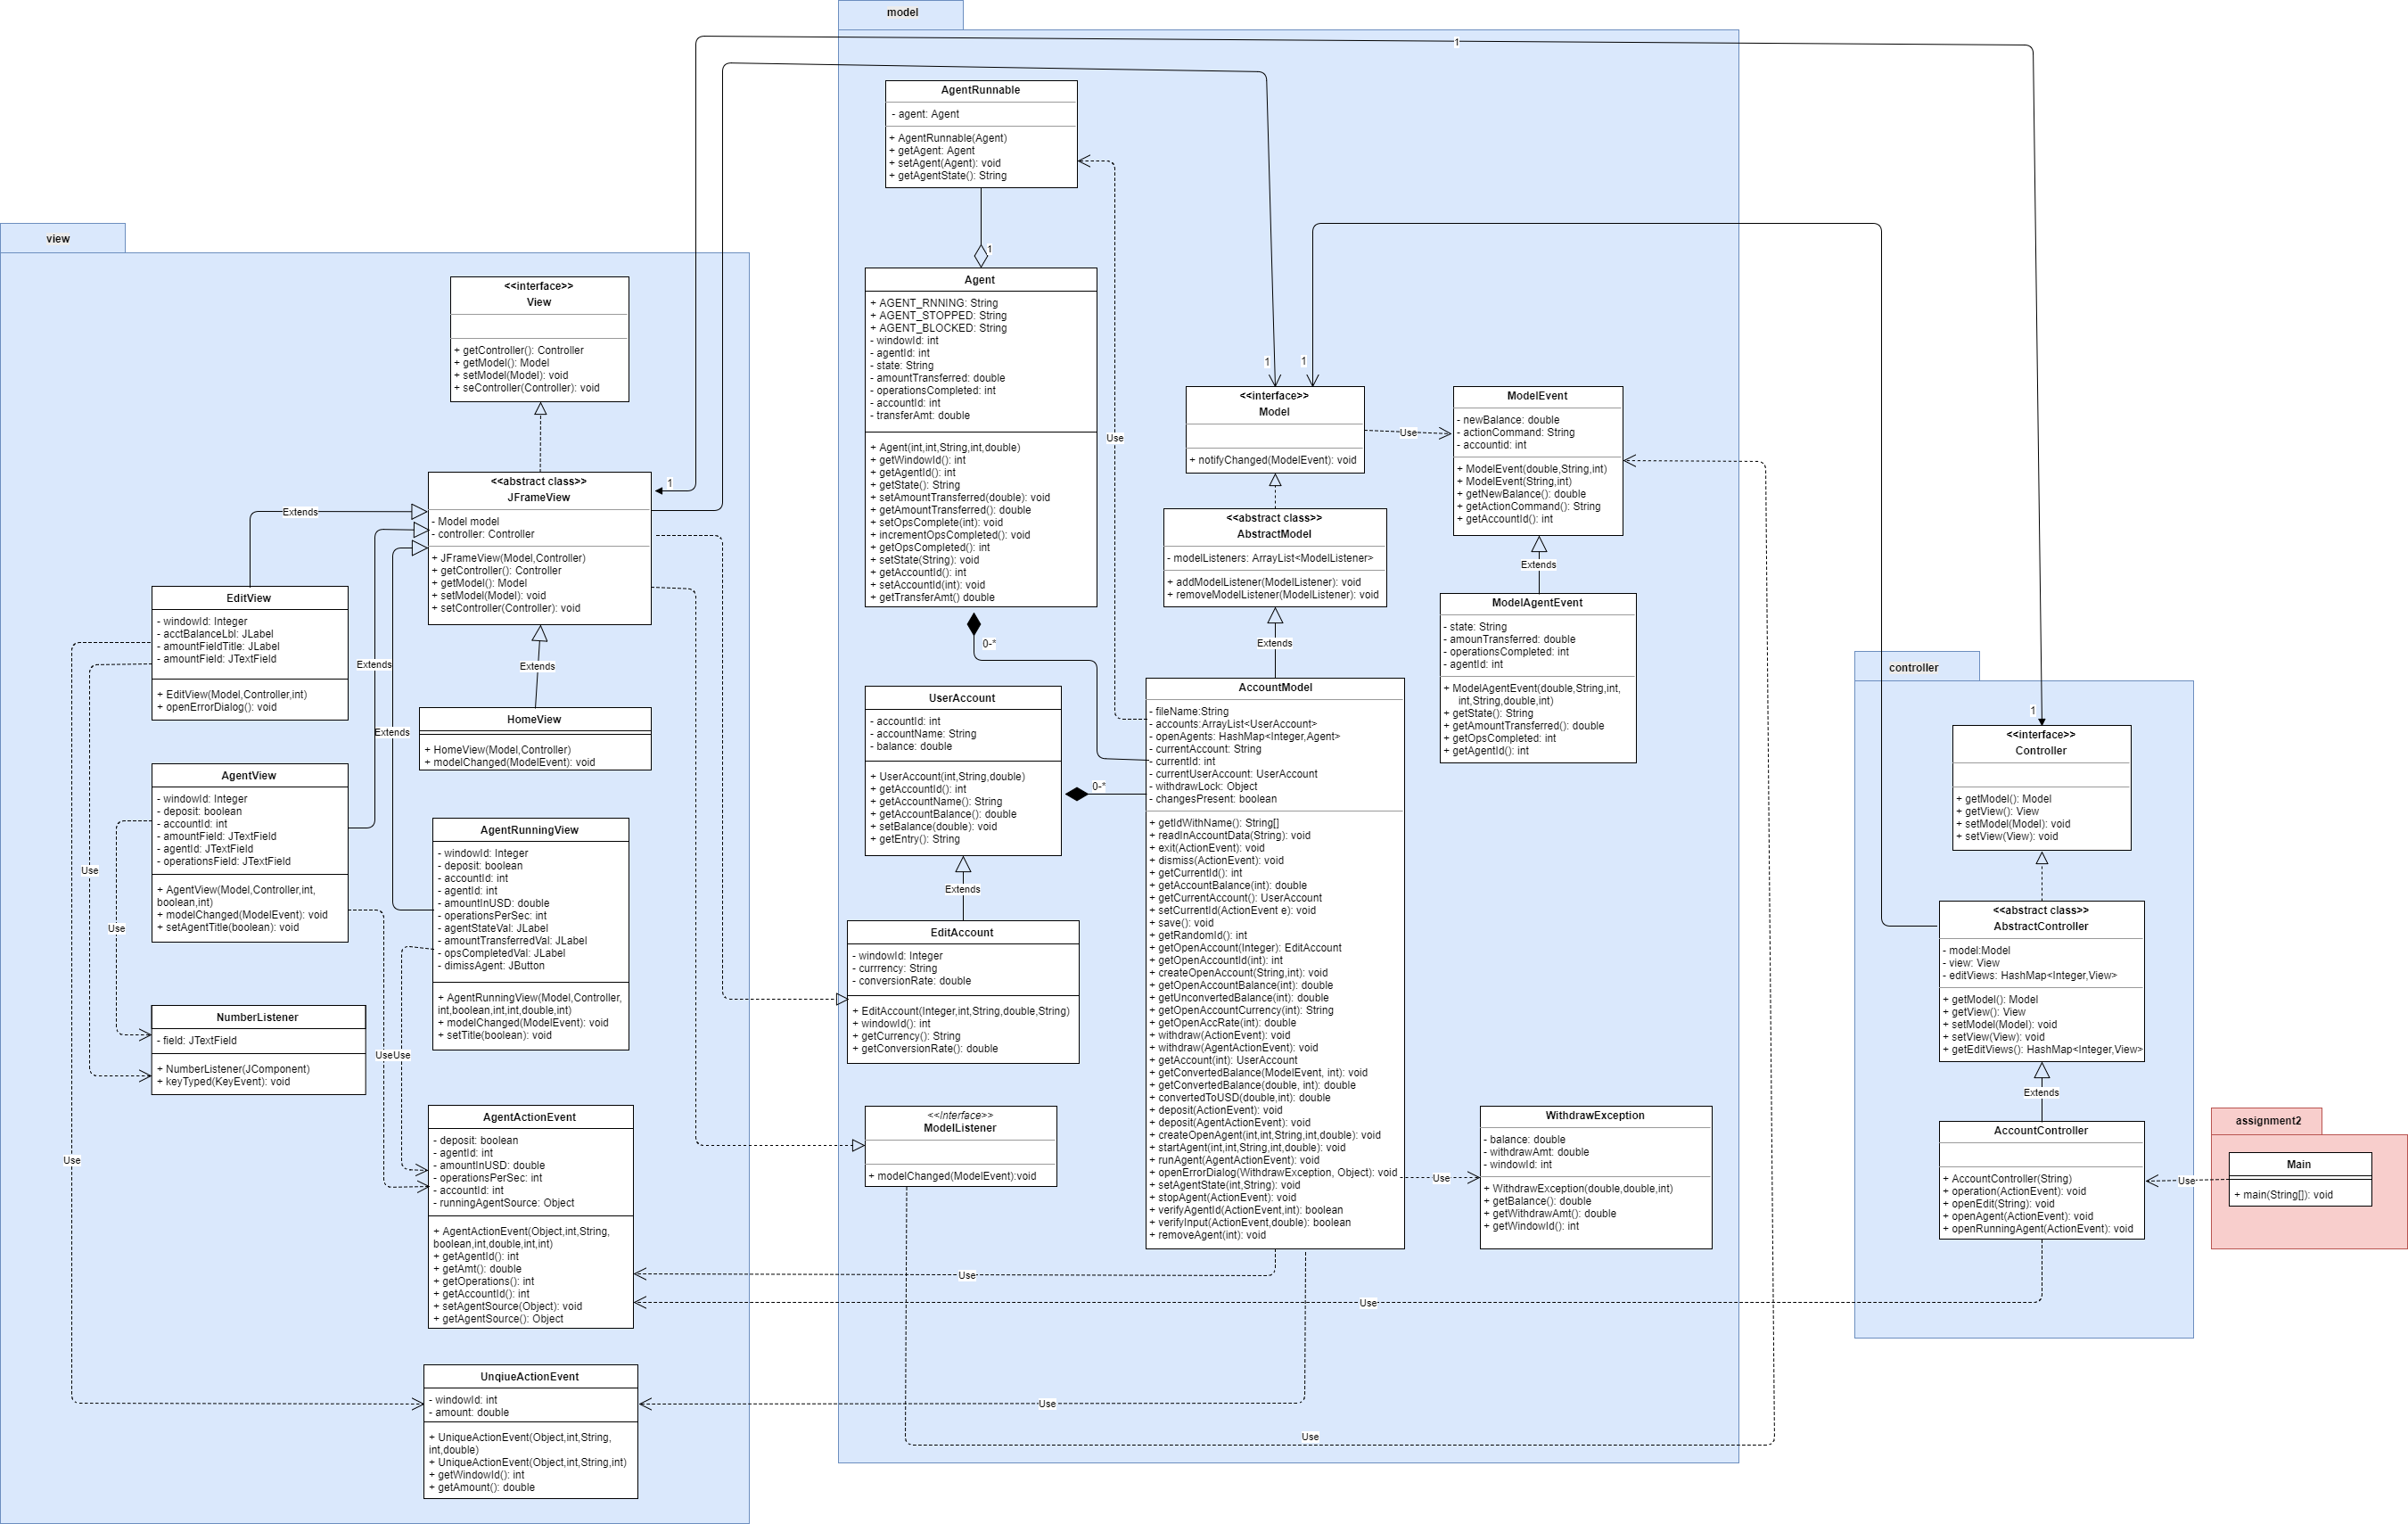 model
1
AgentRunnable
- agent: Agent
+ AgentRunnable(Agent)
+ getAgent: Agent
+ setAgent(Agent): void
+ getAgentState(): String
1
Agent
+ AGENT_RNNING: String
+ AGENT_STOPPED: String
+ AGENT_BLOCKED: String
- windowId: int
- agentId: int
- state: String
- amountTransferred: double
- operationsCompleted: int
- accountId: int
- transferAmt: double
+ Agent(int,int,String,int,double)
+ getWindowId(): int
+ getAgentId(): int
+ getState(): String
+ setAmountTransferred(double): void
+ getAmountTransferred(): double
+ setOpsComplete(int): void
+ incrementOpsCompleted(): void
+ getOpsCompleted(): int
+ setState(String): void
+ getAccountId(): int
+ setAccountId(int): void
+ getTransferAmt() double
0-*
Use
1
1
<<interface>>
Model
+ notifyChanged(ModelEvent): void
Use
ModelEvent
- newBalance: double
- actionCommand: String
- accountid: int
+ ModelEvent(double,String,int)
+ ModelEvent(String,int)
+ getNewBalance(): double
+ getActionCommand(): String
+ getAccountId(): int
Extends
<<abstract class>>
AbstractModel
- modelListeners: ArrayList<ModelListener>
+ addModelListener(ModelListener): void
+ removeModelListener(ModelListener): void
Extends
ModelAgentEvent
- state: String
- amounTransferred: double
- operationsCompleted: int
- agentId: int
+ ModelAgentEvent(double,String,int,
int,String,double,int)
+ getState(): String
+ getAmountTransferred(): double
+ getOpsCompleted: int
+ getAgentId(): int
UserAccount
- accountId: int
- accountName: String
- balance: double
+ UserAccount(int,String,double)
+ getAccountId(): int
+ getAccountName(): String
+ getAccountBalance(): double
+ setBalance(double): void
+ getEntry(): String
0-*
Extends
EditAccount
- windowId: Integer
- currrency: String
- conversionRate: double
+ EditAccount(Integer,int,String,double,String)
+ windowId(): int
+ getCurrency(): String
+ getConversionRate(): double
<<Interface>>
ModelListener
+ modelChanged(ModelEvent):void
AccountModel
- fileName:String
- accounts:ArrayList<UserAccount>
- openAgents: HashMap<Integer,Agent>
- currentAccount: String
- currentId: int
- currentUserAccount: UserAccount
- withdrawLock: Object
- changesPresent: boolean
+ getIdWithName(): String[]
+ readInAccountData(String): void
+ exit(ActionEvent): void
+ dismiss(ActionEvent): void
+ getCurrentId(): int
+ getAccountBalance(int): double
+ getCurrentAccount(): UserAccount
+ setCurrentId(ActionEvent e): void
+ save(): void
+ getRandomId(): int
+ getOpenAccount(Integer): EditAccount
+ getOpenAccountId(int): int
+ createOpenAccount(String,int): void
+ getOpenAccountBalance(int): double
+ getUnconvertedBalance(int): double
+ getOpenAccountCurrency(int): String
+ getOpenAccRate(int): double
+ withdraw(ActionEvent): void
+ withdraw(AgentActionEvent): void
+ getAccount(int): UserAccount
+ getConvertedBalance(ModelEvent, int): void
+ getConvertedBalance(double, int): double
+ convertedToUSD(double,int): double
+ deposit(ActionEvent): void
+ deposit(AgentActionEvent): void
+ createOpenAgent(int,int,String,int,double): void
+ startAgent(int,int,String,int,double): void
+ runAgent(AgentActionEvent): void
+ openErrorDialog(WithdrawException, Object): void
+ setAgentState(int,String): void
+ stopAgent(ActionEvent): void
+ verifyAgentId(ActionEvent,int): boolean
+ verifyInput(ActionEvent,double): boolean
+ removeAgent(int): void
Use
WithdrawException
- balance: double
- withdrawAmt: double
- windowId: int
+ WithdrawException(double,double,int)
+ getBalance(): double
+ getWithdrawAmt(): double
+ getWindowId(): int
Use
Use
Use
Use
view
<<interface>>
View
+ getController(): Controller
+ getModel(): Model
+ setModel(Model): void
+ seController(Controller): void
<<abstract class>>
JFrameView
- Model model
- controller: Controller
+ JFrameView(Model,Controller)
+ getController(): Controller
+ getModel(): Model
+ setModel(Model): void
+ setController(Controller): void
1
Extends
Extends
Extends
Extends
HomeView
+ HomeView(Model,Controller)
+ modelChanged(ModelEvent): void
EditView
- windowId: Integer
- acctBalanceLbl: JLabel
- amountFieldTitle: JLabel
- amountField: JTextField
+ EditView(Model,Controller,int)
+ openErrorDialog(): void
AgentView
- windowId: Integer
- deposit: boolean
- accountId: int
- amountField: JTextField
- agentId: JTextField
- operationsField: JTextField
+ AgentView(Model,Controller,int,
boolean,int)
+ modelChanged(ModelEvent): void
+ setAgentTitle(boolean): void
Use
Use
AgentRunningView
- windowId: Integer
- deposit: boolean
- accountId: int
- agentId: int
- amountInUSD: double
- operationsPerSec: int
- agentStateVal: JLabel
- amountTransferredVal: JLabel
- opsCompletedVal: JLabel
- dimissAgent: JButton
+ AgentRunningView(Model,Controller,
int,boolean,int,int,double,int)
+ modelChanged(ModelEvent): void
+ setTitle(boolean): void
NumberListener
- field: JTextField
+ NumberListener(JComponent)
+ keyTyped(KeyEvent): void
Use
Use
Use
AgentActionEvent
- deposit: boolean
- agentId: int
- amountInUSD: double
- operationsPerSec: int
- accountId: int
- runningAgentSource: Object
+ AgentActionEvent(Object,int,String,
boolean,int,double,int,int)
+ getAgentId(): int
+ getAmt(): double
+ getOperations(): int
+ getAccountId(): int
+ setAgentSource(Object): void
+ getAgentSource(): Object
UnqiueActionEvent
- windowId: int
- amount: double
+ UniqueActionEvent(Object,int,String,
int,double)
+ UniqueActionEvent(Object,int,String,int)
+ getWindowId(): int
+ getAmount(): double
controller
1
<<interface>>
Controller
+ getModel(): Model
+ getView(): View
+ setModel(Model): void
+ setView(View): void
<<abstract class>>
AbstractController
- model:Model
- view: View
- editViews: HashMap<Integer,View>
+ getModel(): Model
+ getView(): View
+ setModel(Model): void
+ setView(View): void
+ getEditViews(): HashMap<Integer,View>
Extends
AccountController
+ AccountController(String)
+ operation(ActionEvent): void
+ openEdit(String): void
+ openAgent(ActionEvent): void
+ openRunningAgent(ActionEvent): void
Use
assignment2
Main
+ main(String[]): void